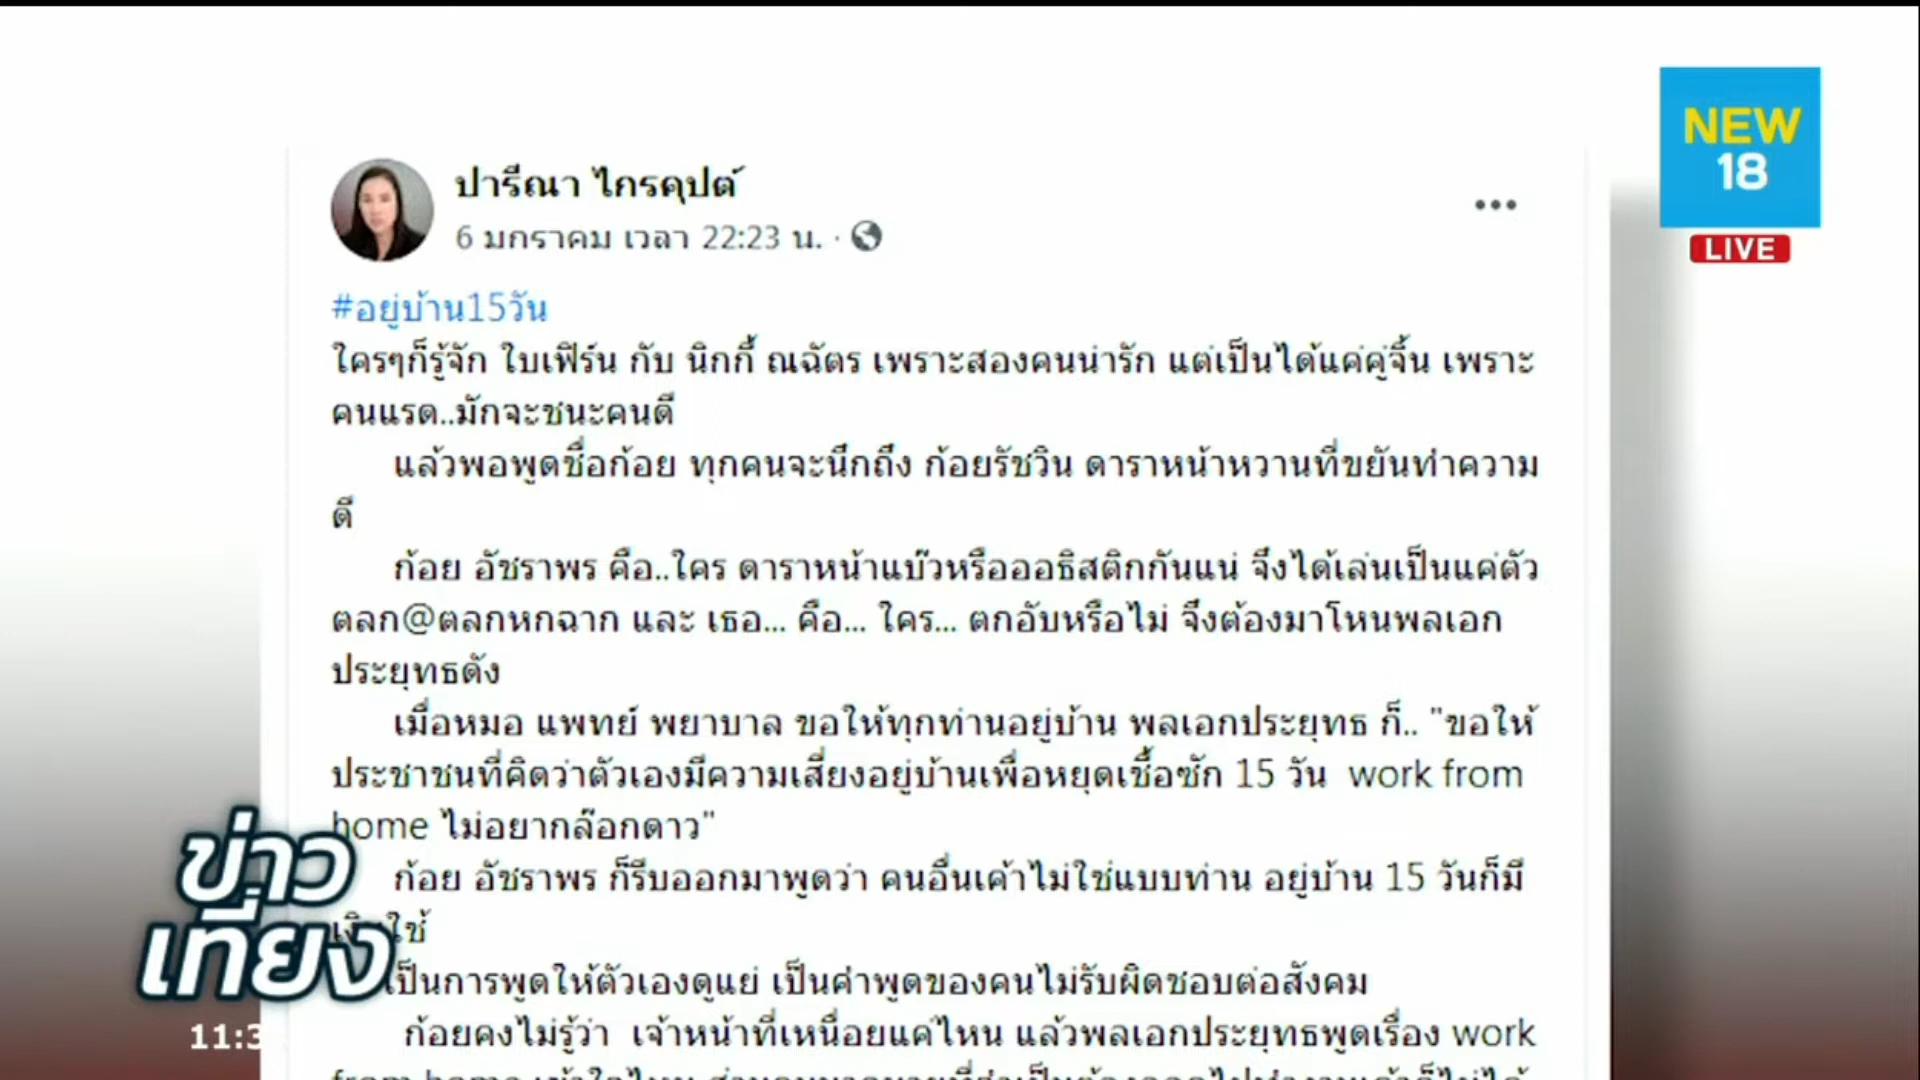 NEW
18
LIVE
ปารีณา ไกรคุปต์
6 มกราคม เวลา 22:23 น. ·
#อยู่บ้าน15วัน
ใครๆก็รู้จัก ใบเฟิร์น กับ นิกกี้ ณฉัตร เพราะสองคนน่ารัก แต่เป็นได้แค่คู่จิ้น เพราะ
คนแรด..มักจะชนะคนดี
แล้วพอพูดชื่อก้อย ทุกคนจะนึกถึง ก้อยรัชวิน ดาราหน้าหวานที่ขยันทำความ
ดี
ก้อย อัชราพร คือ..ใคร ดาราหน้าแบ๊วหรือออธิสติกกันแน่ จึงได้เล่นเป็นแค่ตัว
ตลก@ตลกหกฉาก และ เธอ... คือ... ใคร... ตกอับหรือไม่ จึงต้องมาโหนพลเอก
ประยุทธดัง
เมื่อหมอ แพทย์ พยาบาล ขอให้ทุกท่านอยู่บ้าน พลเอกประยุทธ ก็.. "ขอให้
ประชาชนที่คิดว่าตัวเองมีความเสี่ยงอยู่บ้านเพื่อหยุดเชื้อซัก 15 วัน work from
home ไม่อยากล๊อกดาว"
ก้อย อัชราพร ก็รีบออกมาพูดว่า คนอื่นเค้าไม่ใช่แบบท่าน อยู่บ้าน 15 วันก็มี
เงินใช้
เป็นการพูดให้ตัวเองดูแย่ เป็นคำพูดของคนไม่รับผิดชอบต่อสังคม
ก้อยคงไม่รู้ว่า เจ้าหน้าที่เหนื่อยแค่ไหน แล้วพลเอกประยุทธพูดเรื่อง work
from home
ข่าว
เที่ยง
11:3